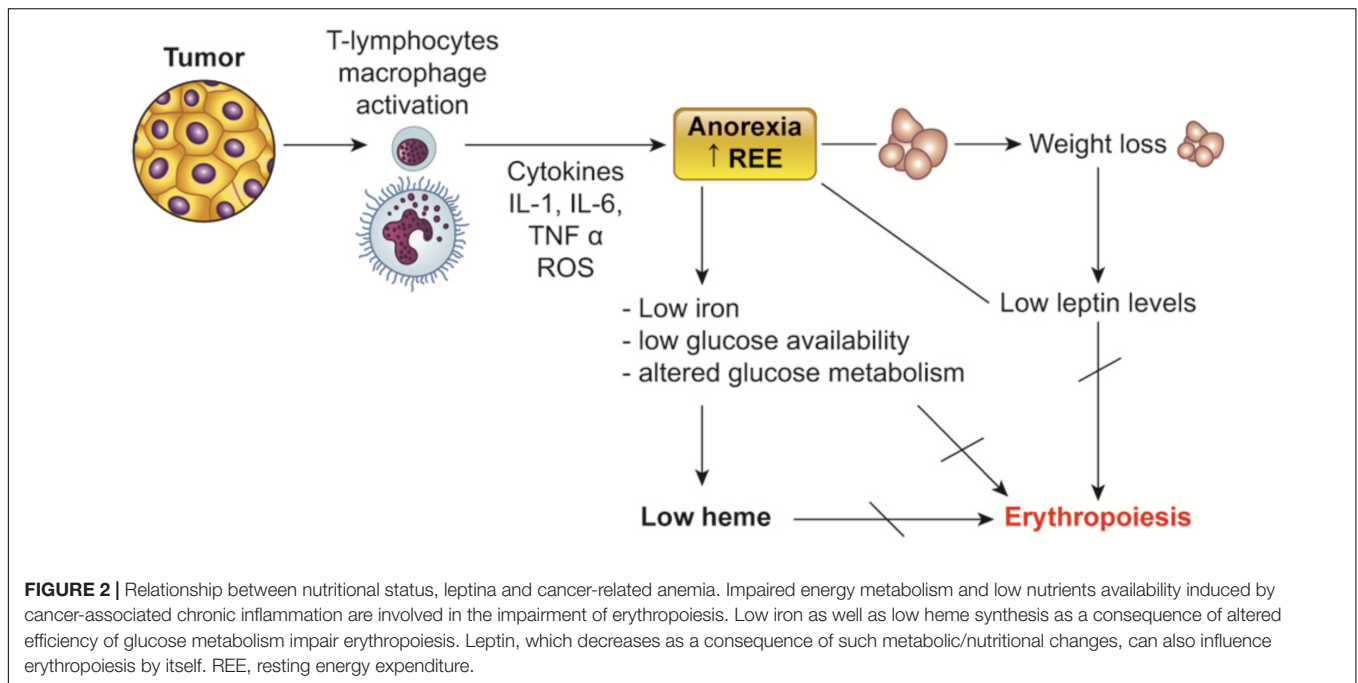 Tumor
T-lymphocytes
macrophage
activation
Cytokines
IL-1, IL-6,
TNF α
ROS
Anorexia
↑ REE
Weight loss
Low leptin levels
- Low iron
- low glucose availability
- altered glucose metabolism
Low heme
Erythropoiesis
FIGURE 2 | Relationship between nutritional status, leptina and cancer-related anemia. Impaired energy metabolism and low nutrients availability induced by
cancer-associated chronic inflammation are involved in the impairment of erythropoiesis. Low iron as well as low heme synthesis as a consequence of altered
efficiency of glucose metabolism impair erythropoiesis. Leptin, which decreases as a consequence of such metabolic/nutritional changes, can also influence
erythropoiesis by itself. REE, resting energy expenditure.